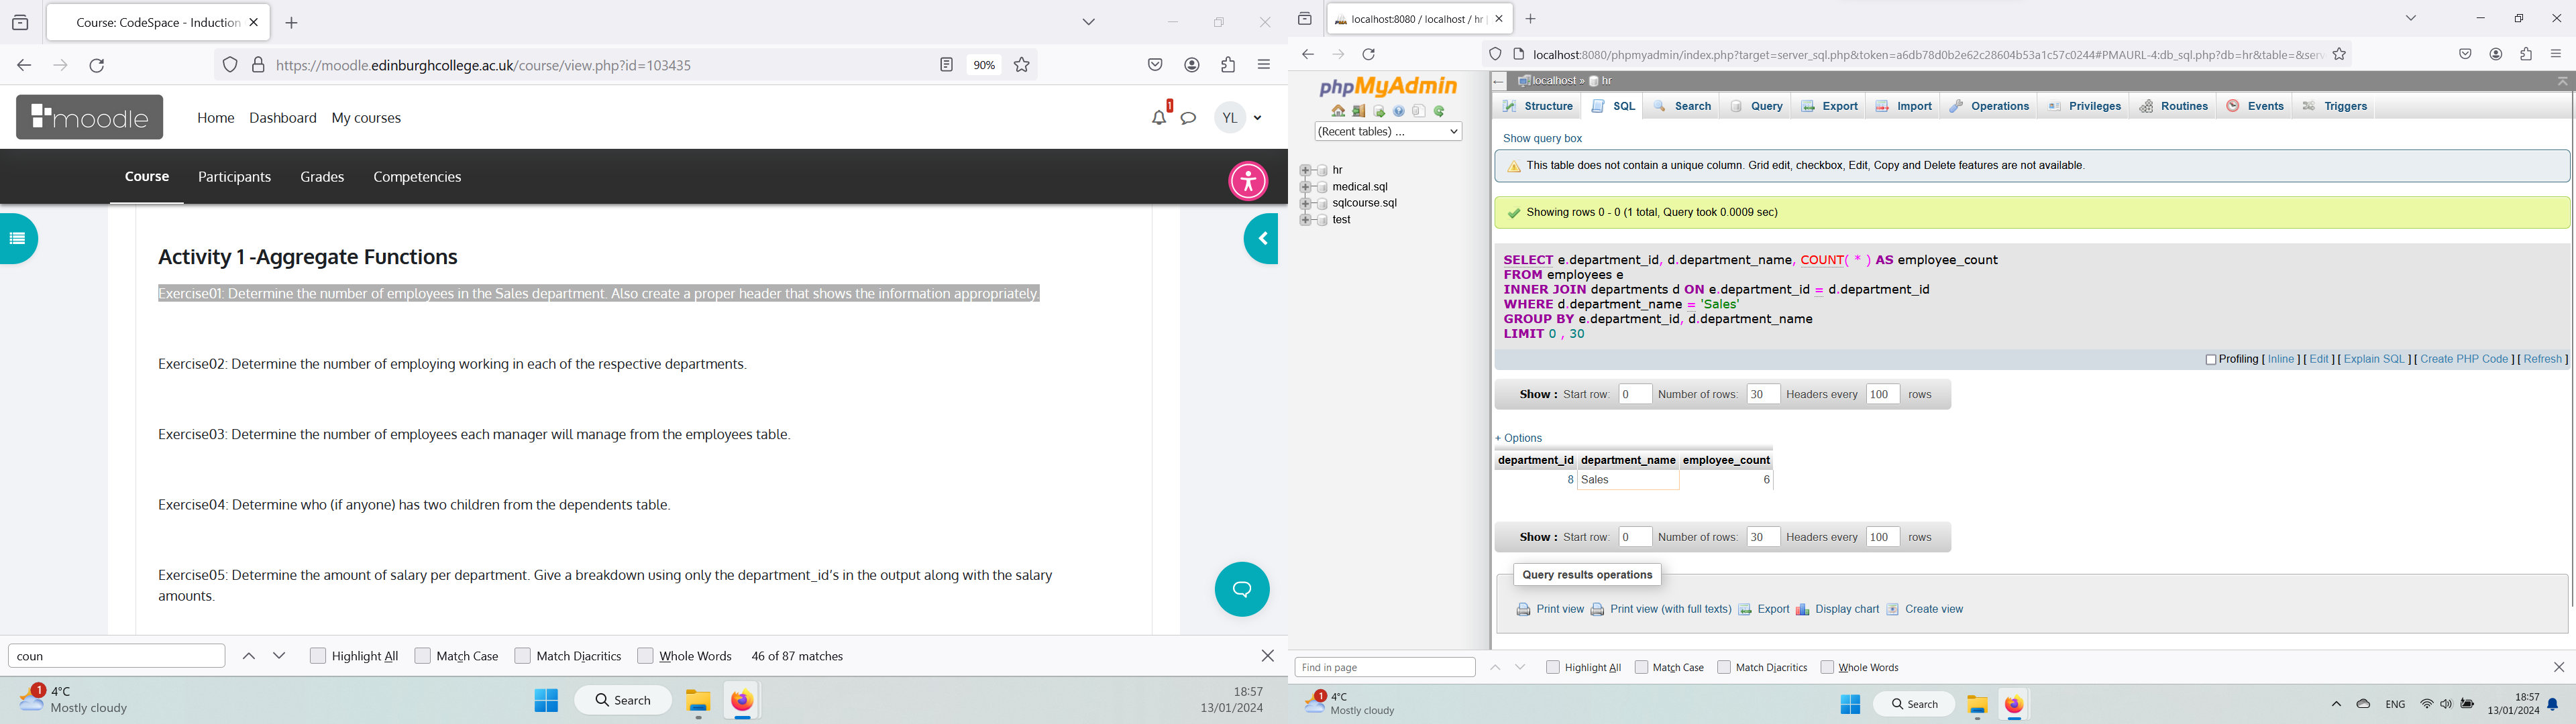 Course: CodeSpace - Induction
https://moodle.edinburghcollege.ac.uk/course/view.php?id=103435
90%
moodle
Home
Dashboard
My courses
1
YL
Course
Participants
Grades
Competencies
Activity 1 -Aggregate Functions
Exercise01: Determine the number of employees in the Sales department. Also create a proper header that shows the information appropriately.
Exercise02: Determine the number of employing working in each of the respective departments.
Exercise03: Determine the number of employees each manager will manage from the employees table.
Exercise04: Determine who (if anyone) has two children from the dependents table.
Exercise05: Determine the amount of salary per department. Give a breakdown using only the department_id's in the output along with the salary
amounts.
coun
Highlight All
Match Case
Match Diacritics
Whole Words
46 of 87 matches
1
4°C
Mostly cloudy
Search
18:57
13/01/2024
localhost:8080 / localhost / hr |
localhost:8080/phpmyadmin/index.php?target=server_sql.php&token=a6db78d0b2e62c28604b53a1c57c0244#PMAURL-4:db_sql.php?db=hr&table=&serv
phpMyAdmin
(Recent tables) ...
hr
medical.sql
sqlcourse.sql
test
localhost » hr
Structure
SQL
Search
Query
Export
Import
Operations
Privileges
Routines
Events
Triggers
Show query box
This table does not contain a unique column. Grid edit, checkbox, Edit, Copy and Delete features are not available.
Showing rows 0 - 0 (1 total, Query took 0.0009 sec)
SELECT e.department_id, d.department_name, COUNT( * ) AS employee_count
FROM employees e
INNER JOIN departments d ON e.department_id = d.department_id
WHERE d.department_name = 'Sales'
GROUP BY e.department_id, d.department_name
LIMIT 0 , 30
Profiling [ Inline ] [ Edit ] [ Explain SQL ] [ Create PHP Code ] [ Refresh ]
Show : Start row: 0 Number of rows: 30 Headers every 100 rows
+ Options
department_id department_name employee_count
8 Sales 6
Show : Start row: 0 Number of rows: 30 Headers every 100 rows
Query results operations
Print view
Print view (with full texts)
Export
Display chart
Create view
Find in page
Highlight All
Match Case
Match Diacritics
Whole Words
1
4°C
Mostly cloudy
Search
ENG
18:57
13/01/2024